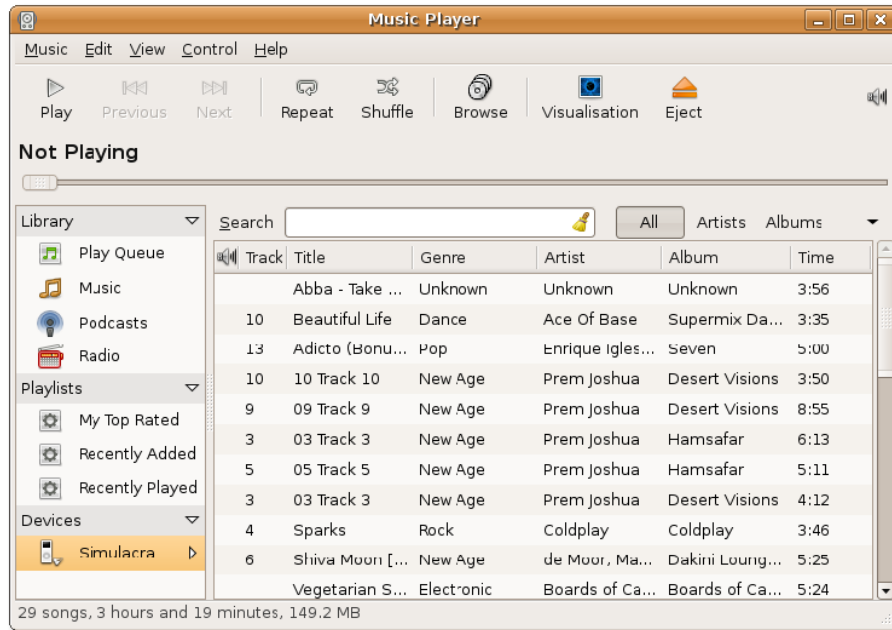 Music Player
Music Edit View Control Help
Play Previous Next Repeat Shuffle Browse Visualisation Eject
Not Playing
Library
Play Queue
Music
Podcasts
Radio
Playlists
My Top Rated
Recently Added
Recently Played
Devices
Simulacra
Search All Artists Albums
Track Title Genre Artist Album Time
Abba - Take ... Unknown Unknown Unknown 3:56
10 Beautiful Life Dance Ace Of Base Supermix Da... 3:35
13 Adicto (Bonu... Pop Enrique Igles... Seven 5:00
10 10 Track 10 New Age Prem Joshua Desert Visions 3:50
9 09 Track 9 New Age Prem Joshua Desert Visions 8:55
3 03 Track 3 New Age Prem Joshua Hamsafar 6:13
5 05 Track 5 New Age Prem Joshua Hamsafar 5:11
3 03 Track 3 New Age Prem Joshua Desert Visions 4:12
4 Sparks Rock Coldplay Coldplay 3:46
6 Shiva Moon [... New Age de Moor, Ma... Dakini Loung... 5:25
Vegetarian S... Electronic Boards of Ca... Boards of Ca... 5:24
29 songs, 3 hours and 19 minutes, 149.2 MB